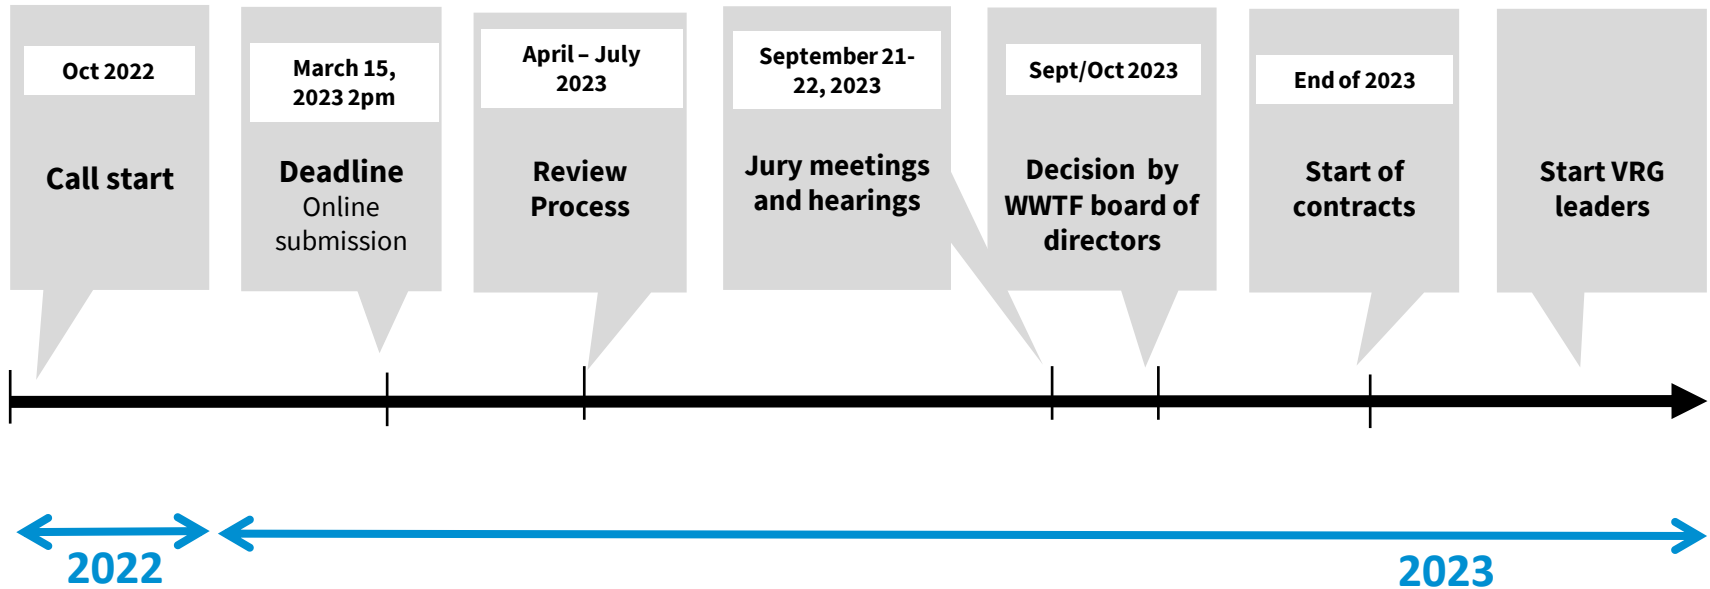 Oct 2022
Call start
March 15,
2023 2pm
Deadline
Online
submission
April – July
2023
Review
Process
September 21-
22, 2023
Jury meetings
and hearings
Sept/Oct 2023
Decision by
WWTF board of
directors
End of 2023
Start of
contracts
Start VRG
leaders
2022
2023